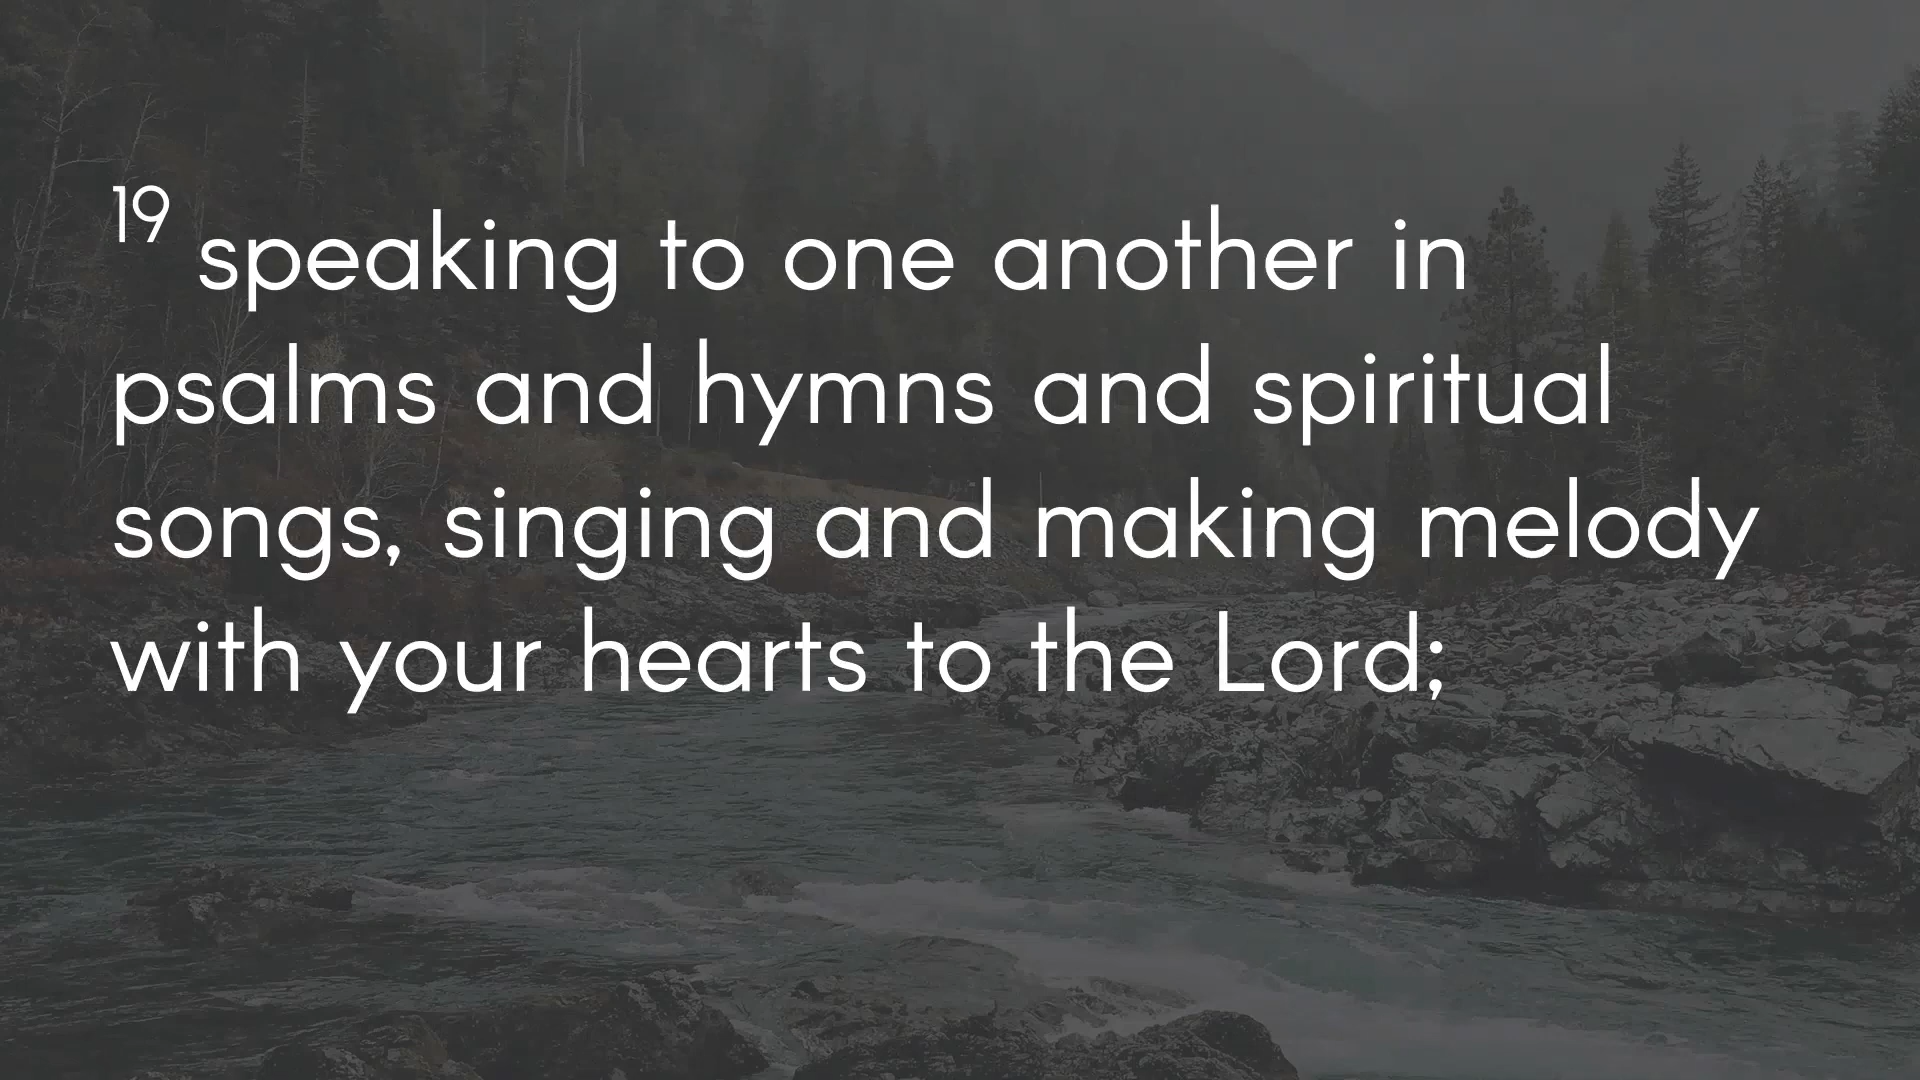 19 speaking to one another in
psalms and hymns and spiritual
songs, singing and making melody
with your hearts to the Lord;